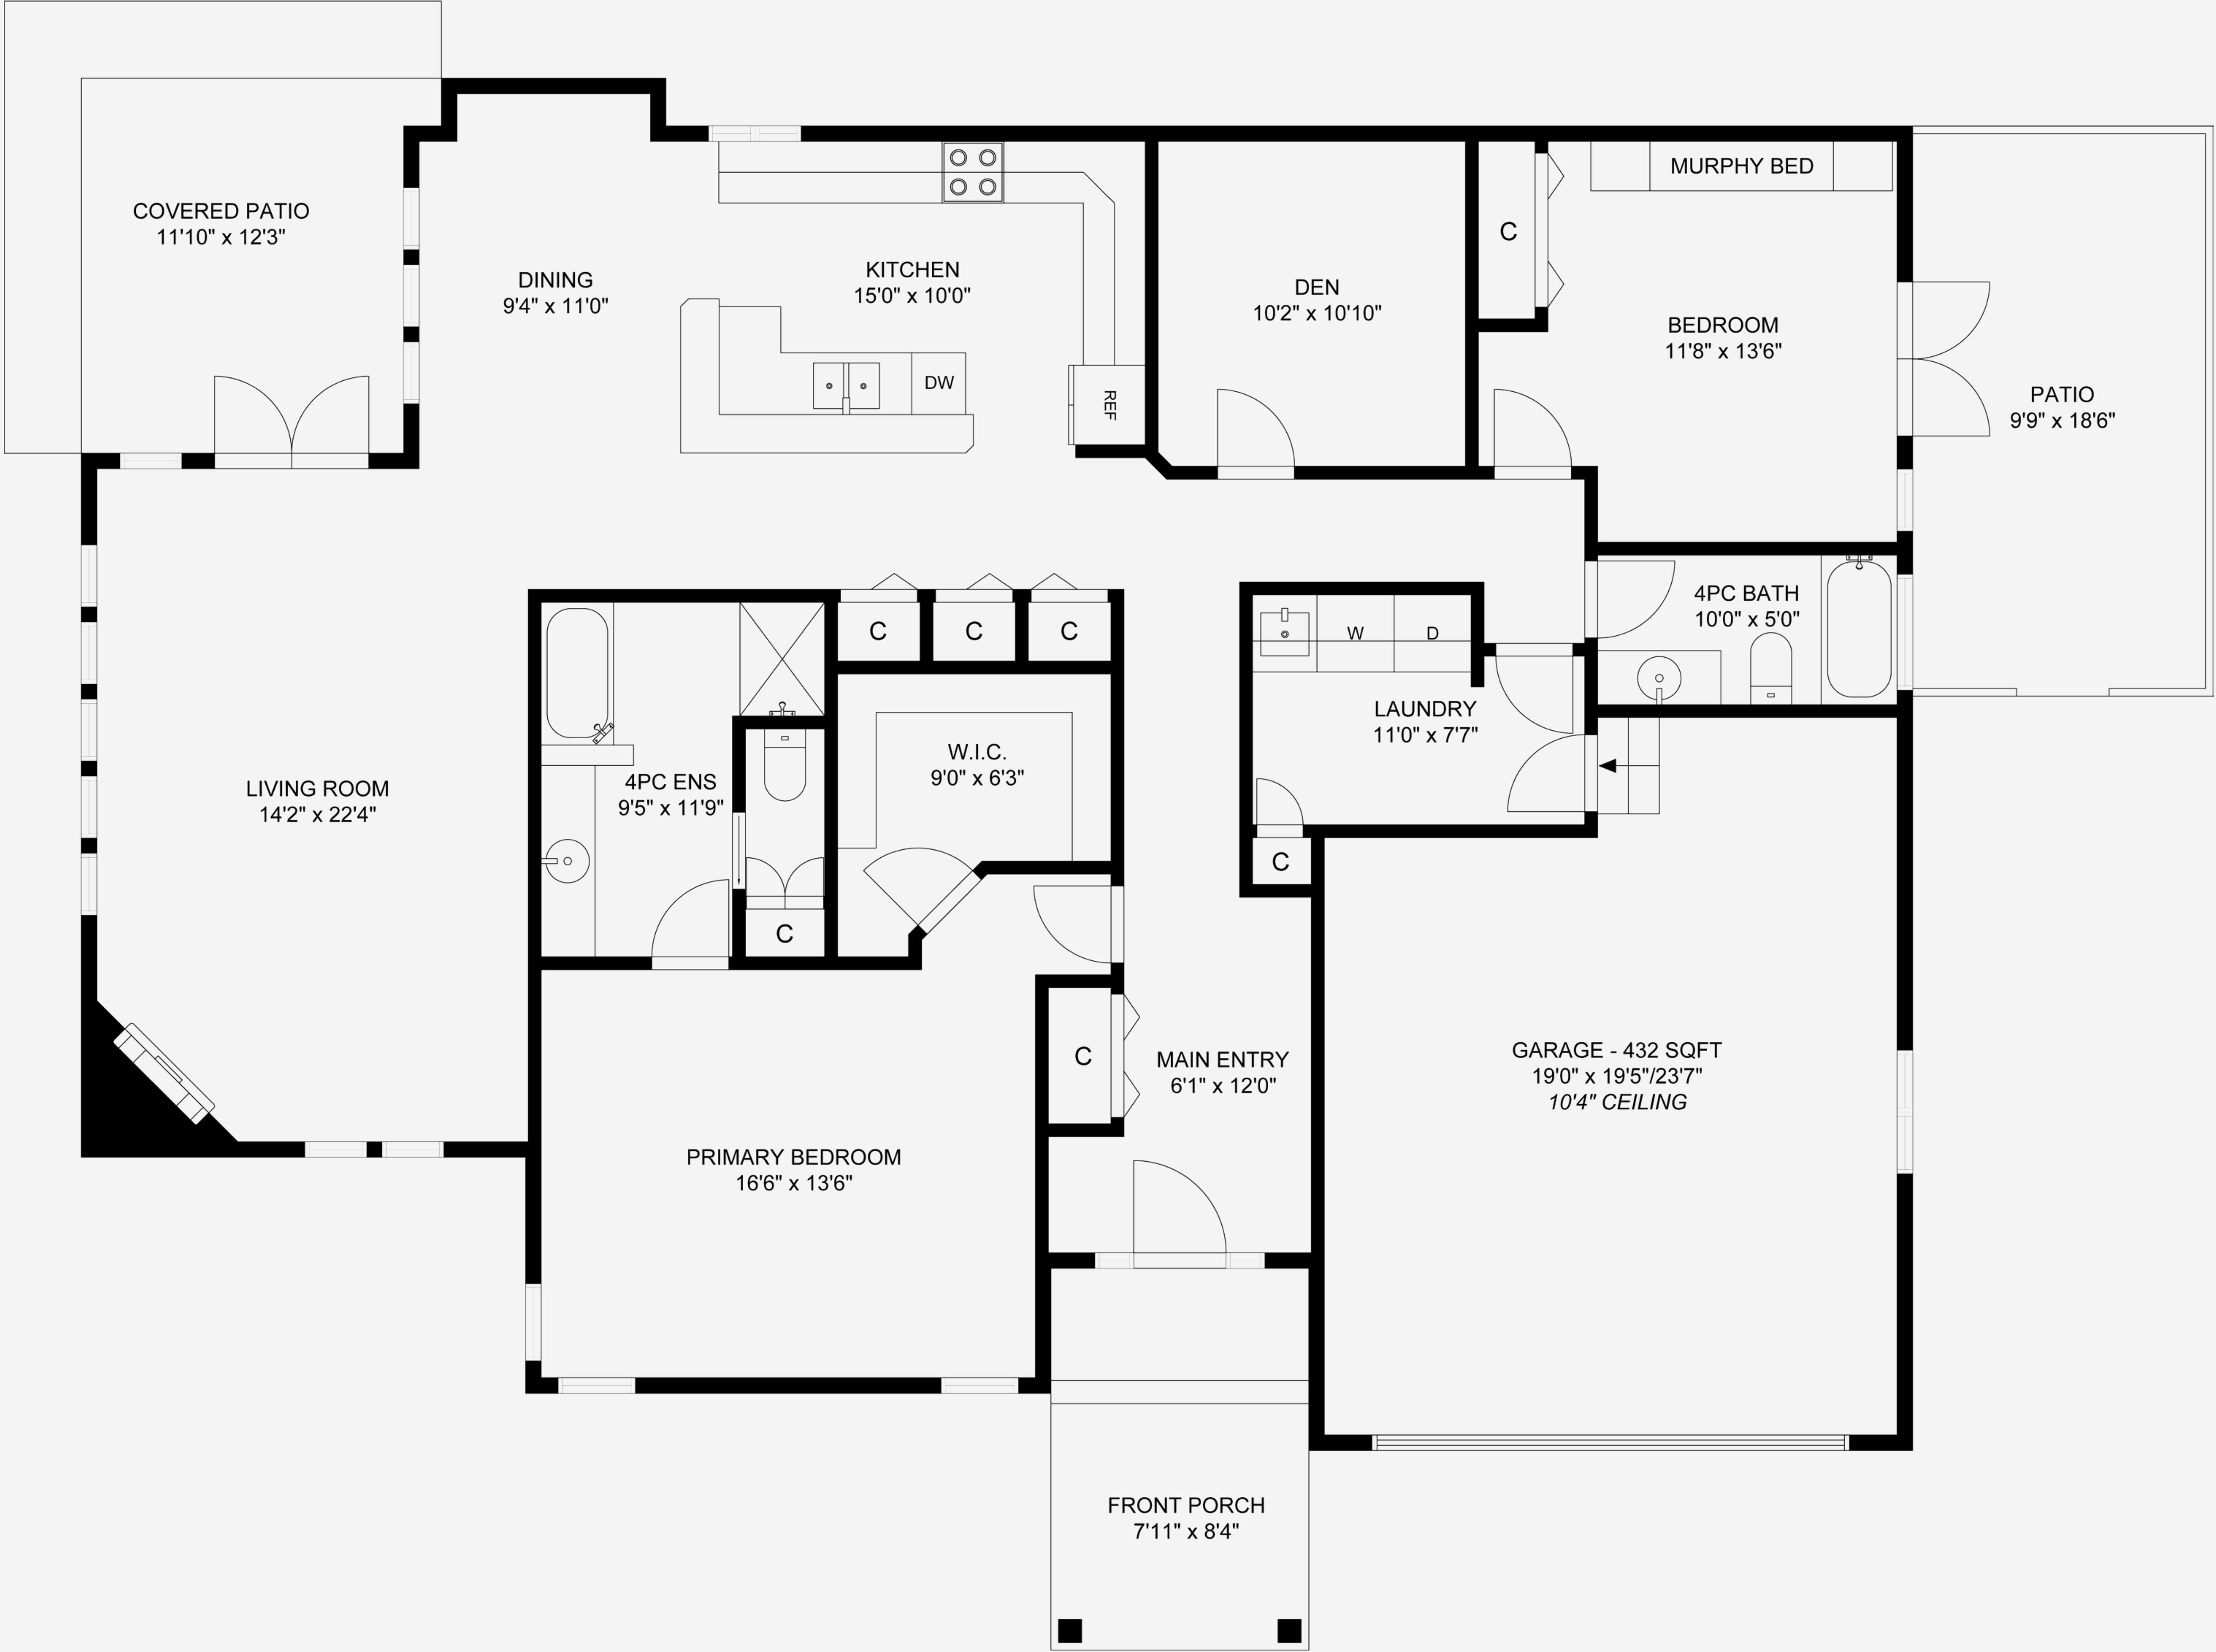 MURPHY BED
COVERED PATIO
11'10" x 12'3"
C
KITCHEN
15'0" x 10'0"
DINING
9'4" x 11'0"
DEN
10'2" x 10'10"
BEDROOM
11'8" x 13'6"
DW
REF
PATIO
9'9" x 18'6"
4PC BATH
10'0" x 5'0"
C
C
C
W
D
LAUNDRY
11'0" x 7'7"
W.I.C.
9'0" x 6'3"
LIVING ROOM
14'2" x 22'4"
4PC ENS
9'5" x 11'9"
C
C
C
MAIN ENTRY
6'1" x 12'0"
GARAGE - 432 SQFT
19'0" x 19'5"/23'7"
10'4" CEILING
PRIMARY BEDROOM
16'6" x 13'6"
FRONT PORCH
7'11" x 8'4"